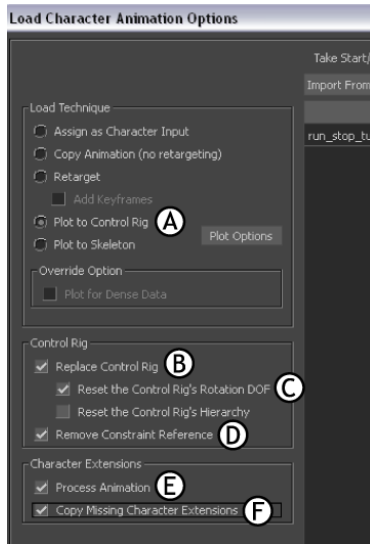 Load Character Animation Options
Take Start/
Import From
run_stop_tu
Load Technique
Assign as Character Input
Copy Animation (no retargeting)
Retarget
Add Keyframes
Plot to Control Rig A
Plot Options
Plot to Skeleton
Override Option
Plot for Dense Data
Control Rig
Replace Control Rig B
Reset the Control Rig's Rotation DOF C
Reset the Control Rig's Hierarchy
Remove Constraint Reference D
Character Extensions
Process Animation E
Copy Missing Character Extensions F